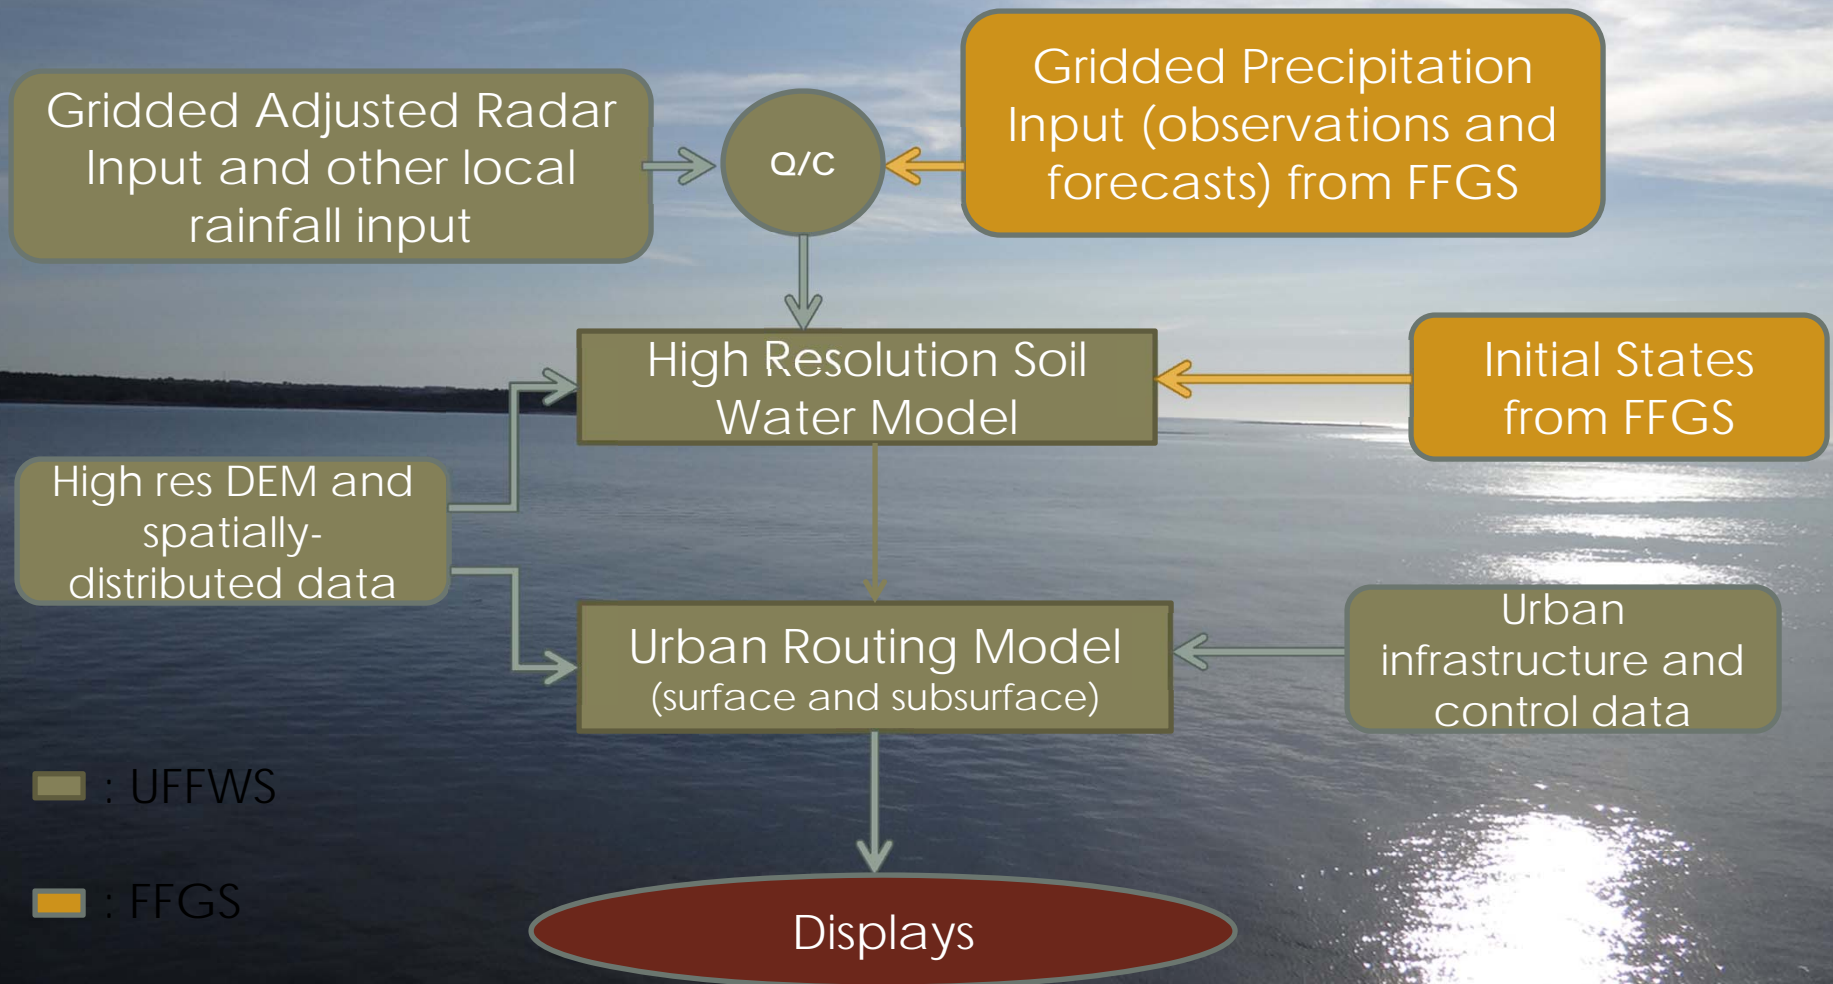 Gridded Adjusted Radar
Input and other local
rainfall input
Q/C
Gridded Precipitation
Input (observations and
forecasts) from FFGS
High Resolution Soil
Water Model
Initial States
from FFGS
High res DEM and
spatially-
distributed data
Urban Routing Model
(surface and subsurface)
Urban
infrastructure and
control data
: UFFWS
: FFGS
Displays